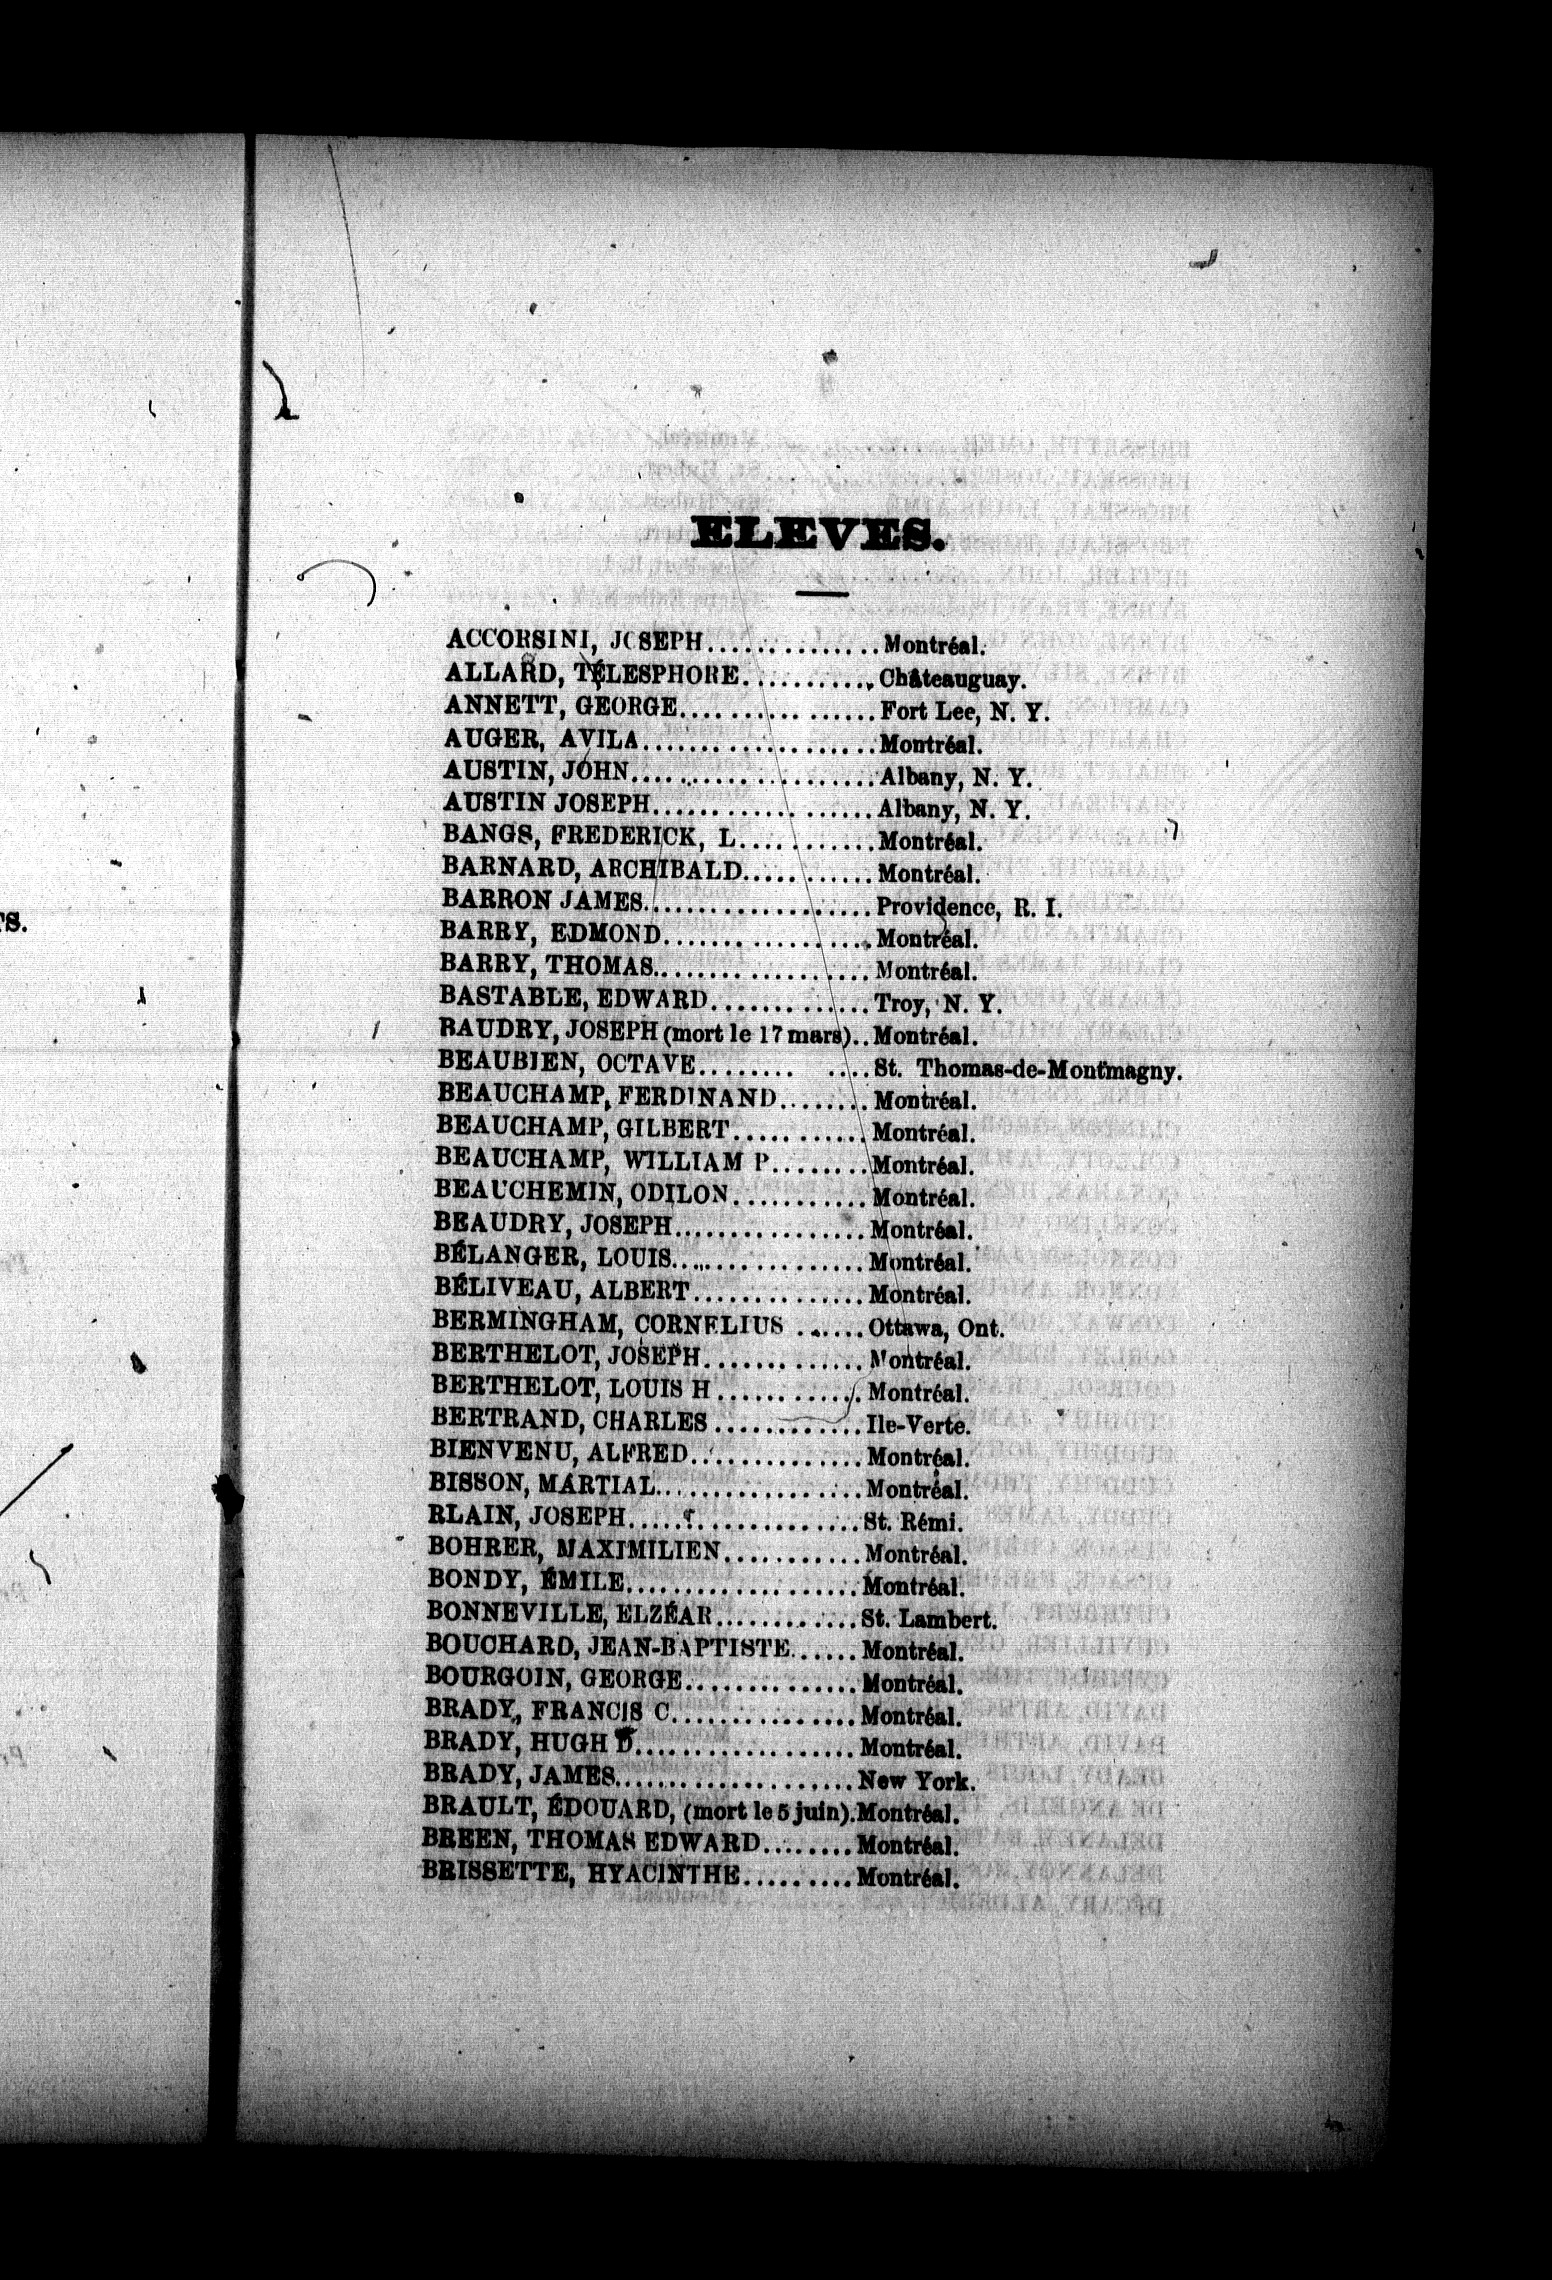 TS.
ELEVES.
ACCORSINI, JOSEPH..............Montréal.
ALLARD, TÉLESPHORE...........Châteauguay.
ANNETT, GEORGE..................Fort Lee, N. Y.
AUGER, AVILA.....................Montréal.
AUSTIN, JOHN......................Albany, N. Y.
AUSTIN JOSEPH....................Albany, N. Y.
BANGS, FREDERICK, L...........Montréal.
BARNARD, ARCHIBALD...........Montréal.
BARRON JAMES....................Providence, R. I.
BARRY, EDMOND..................Montréal.
BARRY, THOMAS...................Montréal.
BASTABLE, EDWARD.............Troy, N. Y.
BAUDRY, JOSEPH (mort le 17 mars)..Montréal.
BEAUBIEN, OCTAVE........ ....St. Thomas-de-Montmagny.
BEAUCHAMP, FERDINAND........Montréal.
BEAUCHAMP, GILBERT...........Montréal.
BEAUCHAMP, WILLIAM P........Montréal.
BEAUCHEMIN, ODILON...........Montréal.
BEAUDRY, JOSEPH................Montréal.
BÉLANGER, LOUIS.................Montréal.
BÉLIVEAU, ALBERT..............Montréal.
BERMINGHAM, CORNELIUS ......Ottawa, Ont.
BERTHELOT, JOSEPH.............Montréal.
BERTHELOT, LOUIS H............Montréal.
BERTRAND, CHARLES ............Ile-Verte.
BIENVENU, ALFRED..............Montréal.
BISSON, MARTIAL.................Montréal.
RLAIN, JOSEPH....................St. Rémi.
BOHRER, MAXIMILIEN...........Montréal.
BONDY, ÉMILE....................Montréal.
BONNEVILLE, ELZÉAR............St. Lambert.
BOUCHARD, JEAN-BAPTISTE......Montréal.
BOURGOIN, GEORGE..............Montréal.
BRADY, FRANCIS C...............Montréal.
BRADY, HUGH D..................Montréal.
BRADY, JAMES.....................New York.
BRAULT, ÉDOUARD, (mort le 5 juin).Montréal.
BREEN, THOMAS EDWARD........Montréal.
BRISSETTE, HYACINTHE.........Montréal.